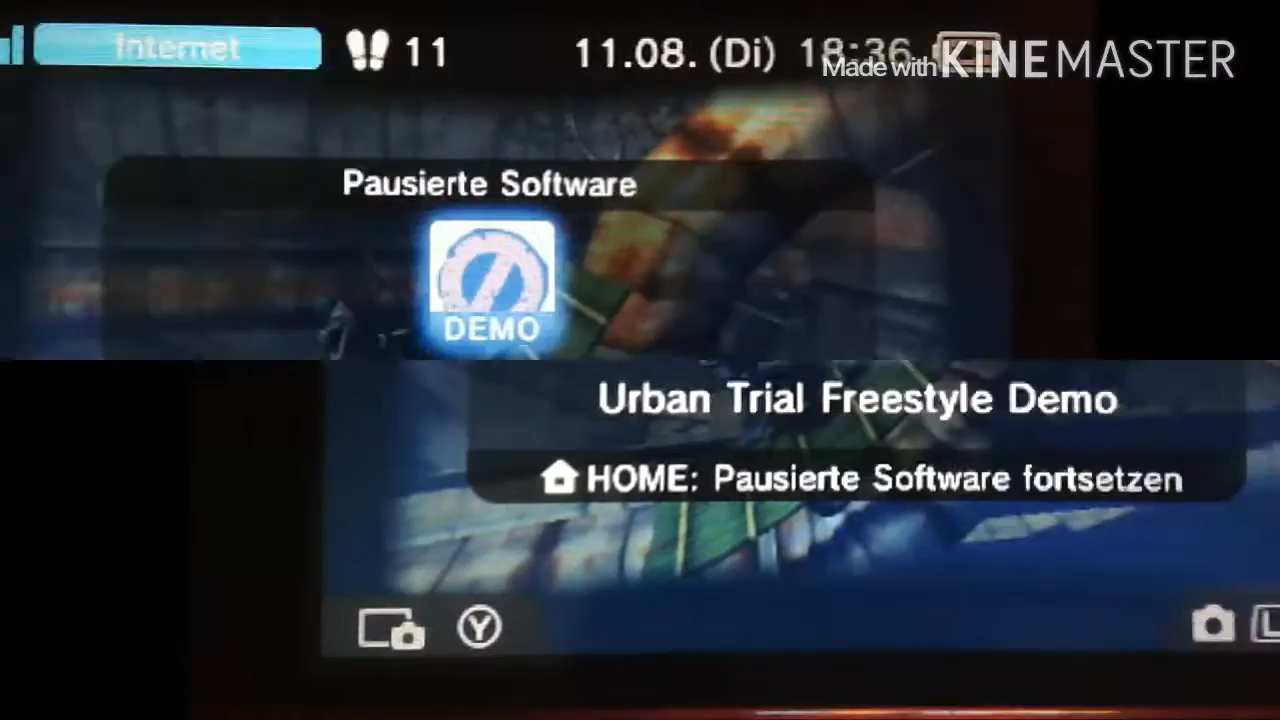 Internet 11 11.08. (Di) 18:36
Made with KINEMASTER
Pausierte Software
DEMO
Urban Trial Freestyle Demo
HOME: Pausierte Software fortsetzen
Y
L